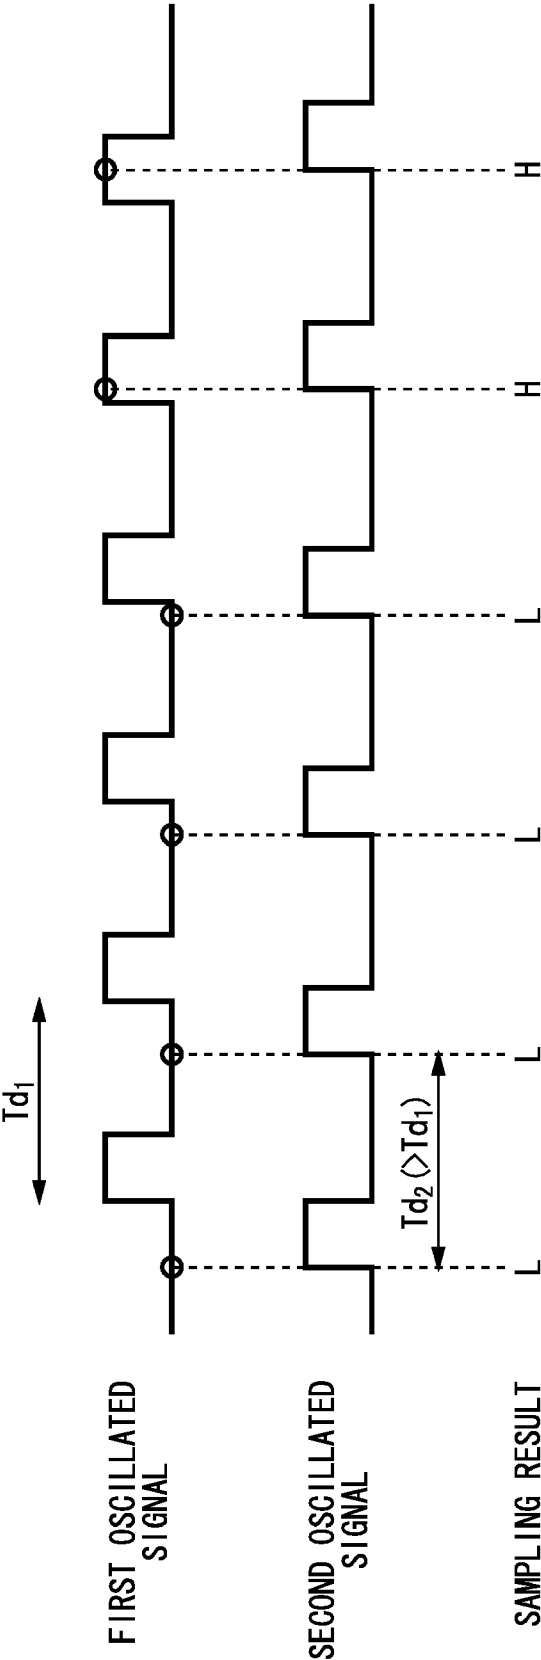 Td1
FIRST OSCILLATED
SIGNAL
SECOND OSCILLATED
SIGNAL
Td2(>Td1)
SAMPLING RESULT
L
L
L
L
H
H